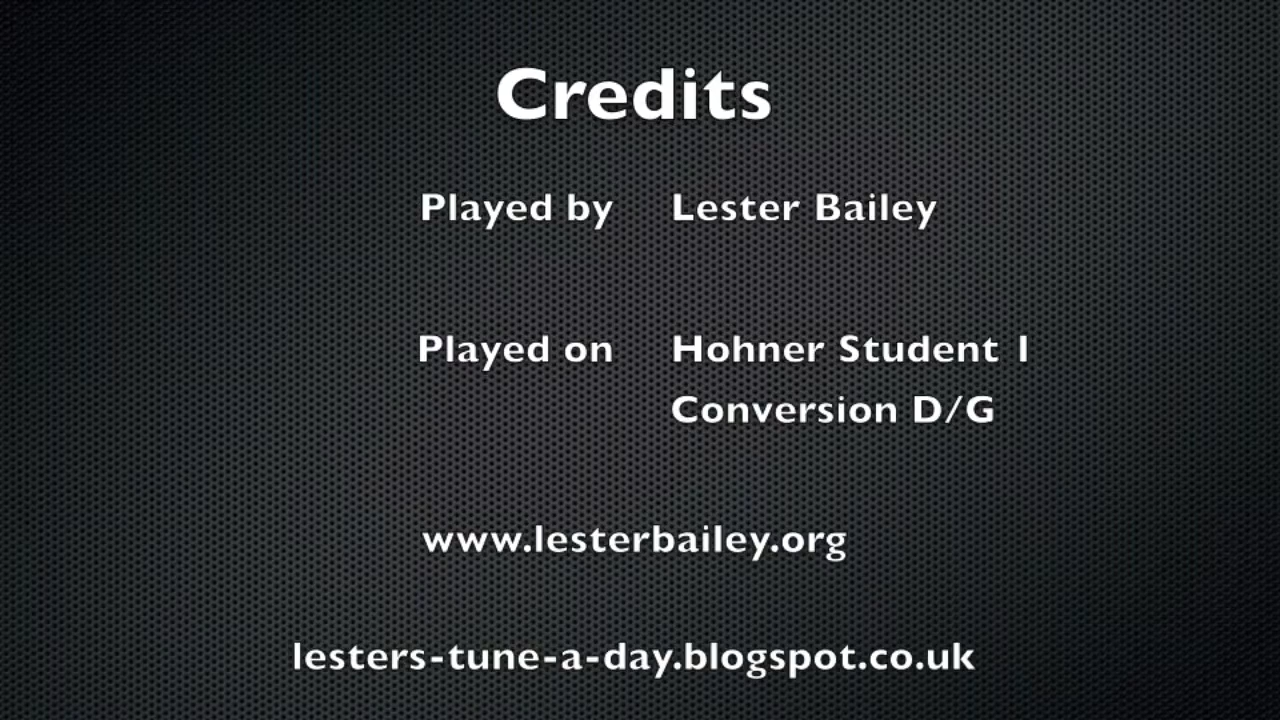 Credits
Played by Lester Bailey
Played on Hohner Student 1
Conversion D/G
www.lesterbailey.org
lesters-tune-a-day.blogspot.co.uk